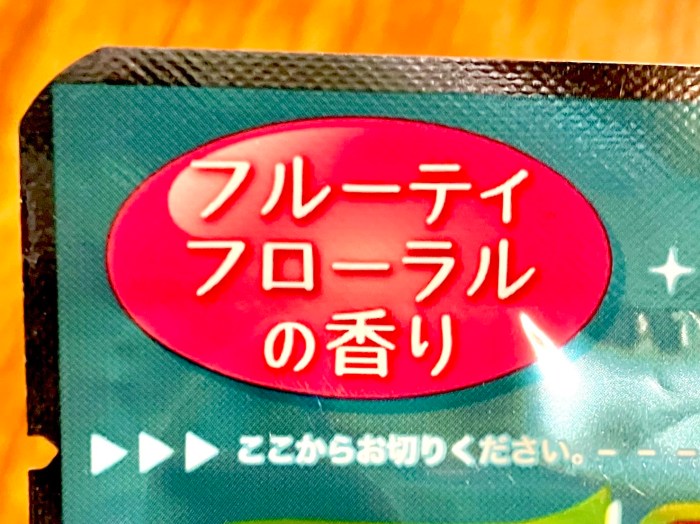 フルーティ
フローラル
の香り
ここからお切りください。